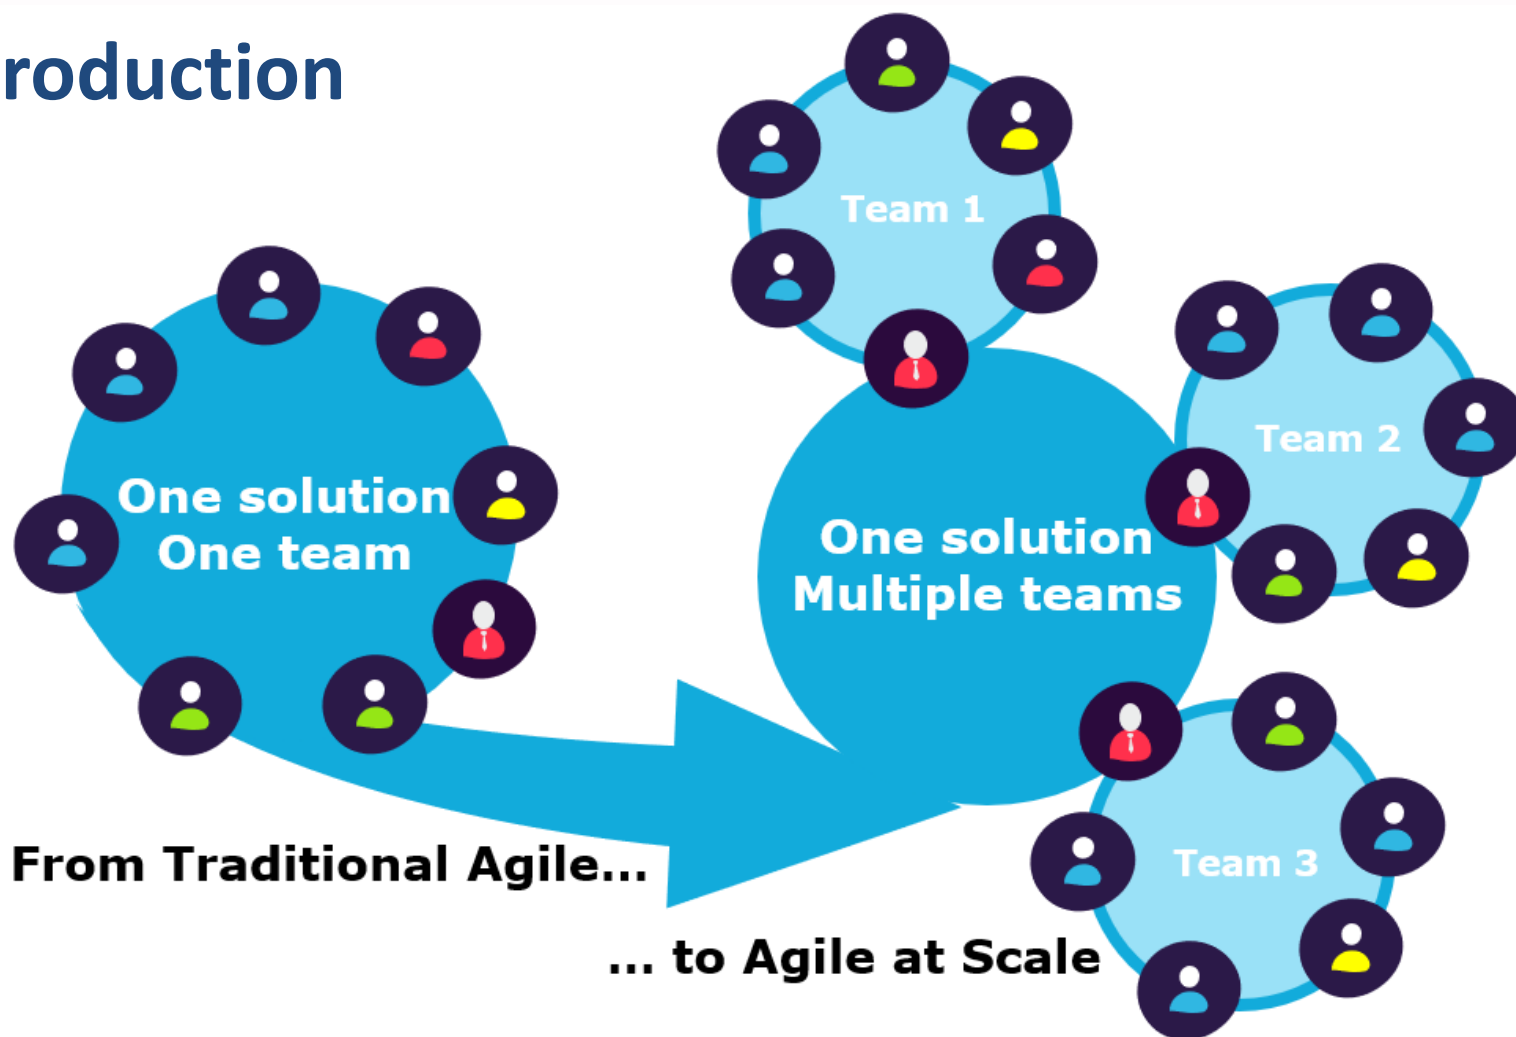 roduction
Team 1
Team 2
One solution
One team
One solution
Multiple teams
Team 3
From Traditional Agile...
... to Agile at Scale